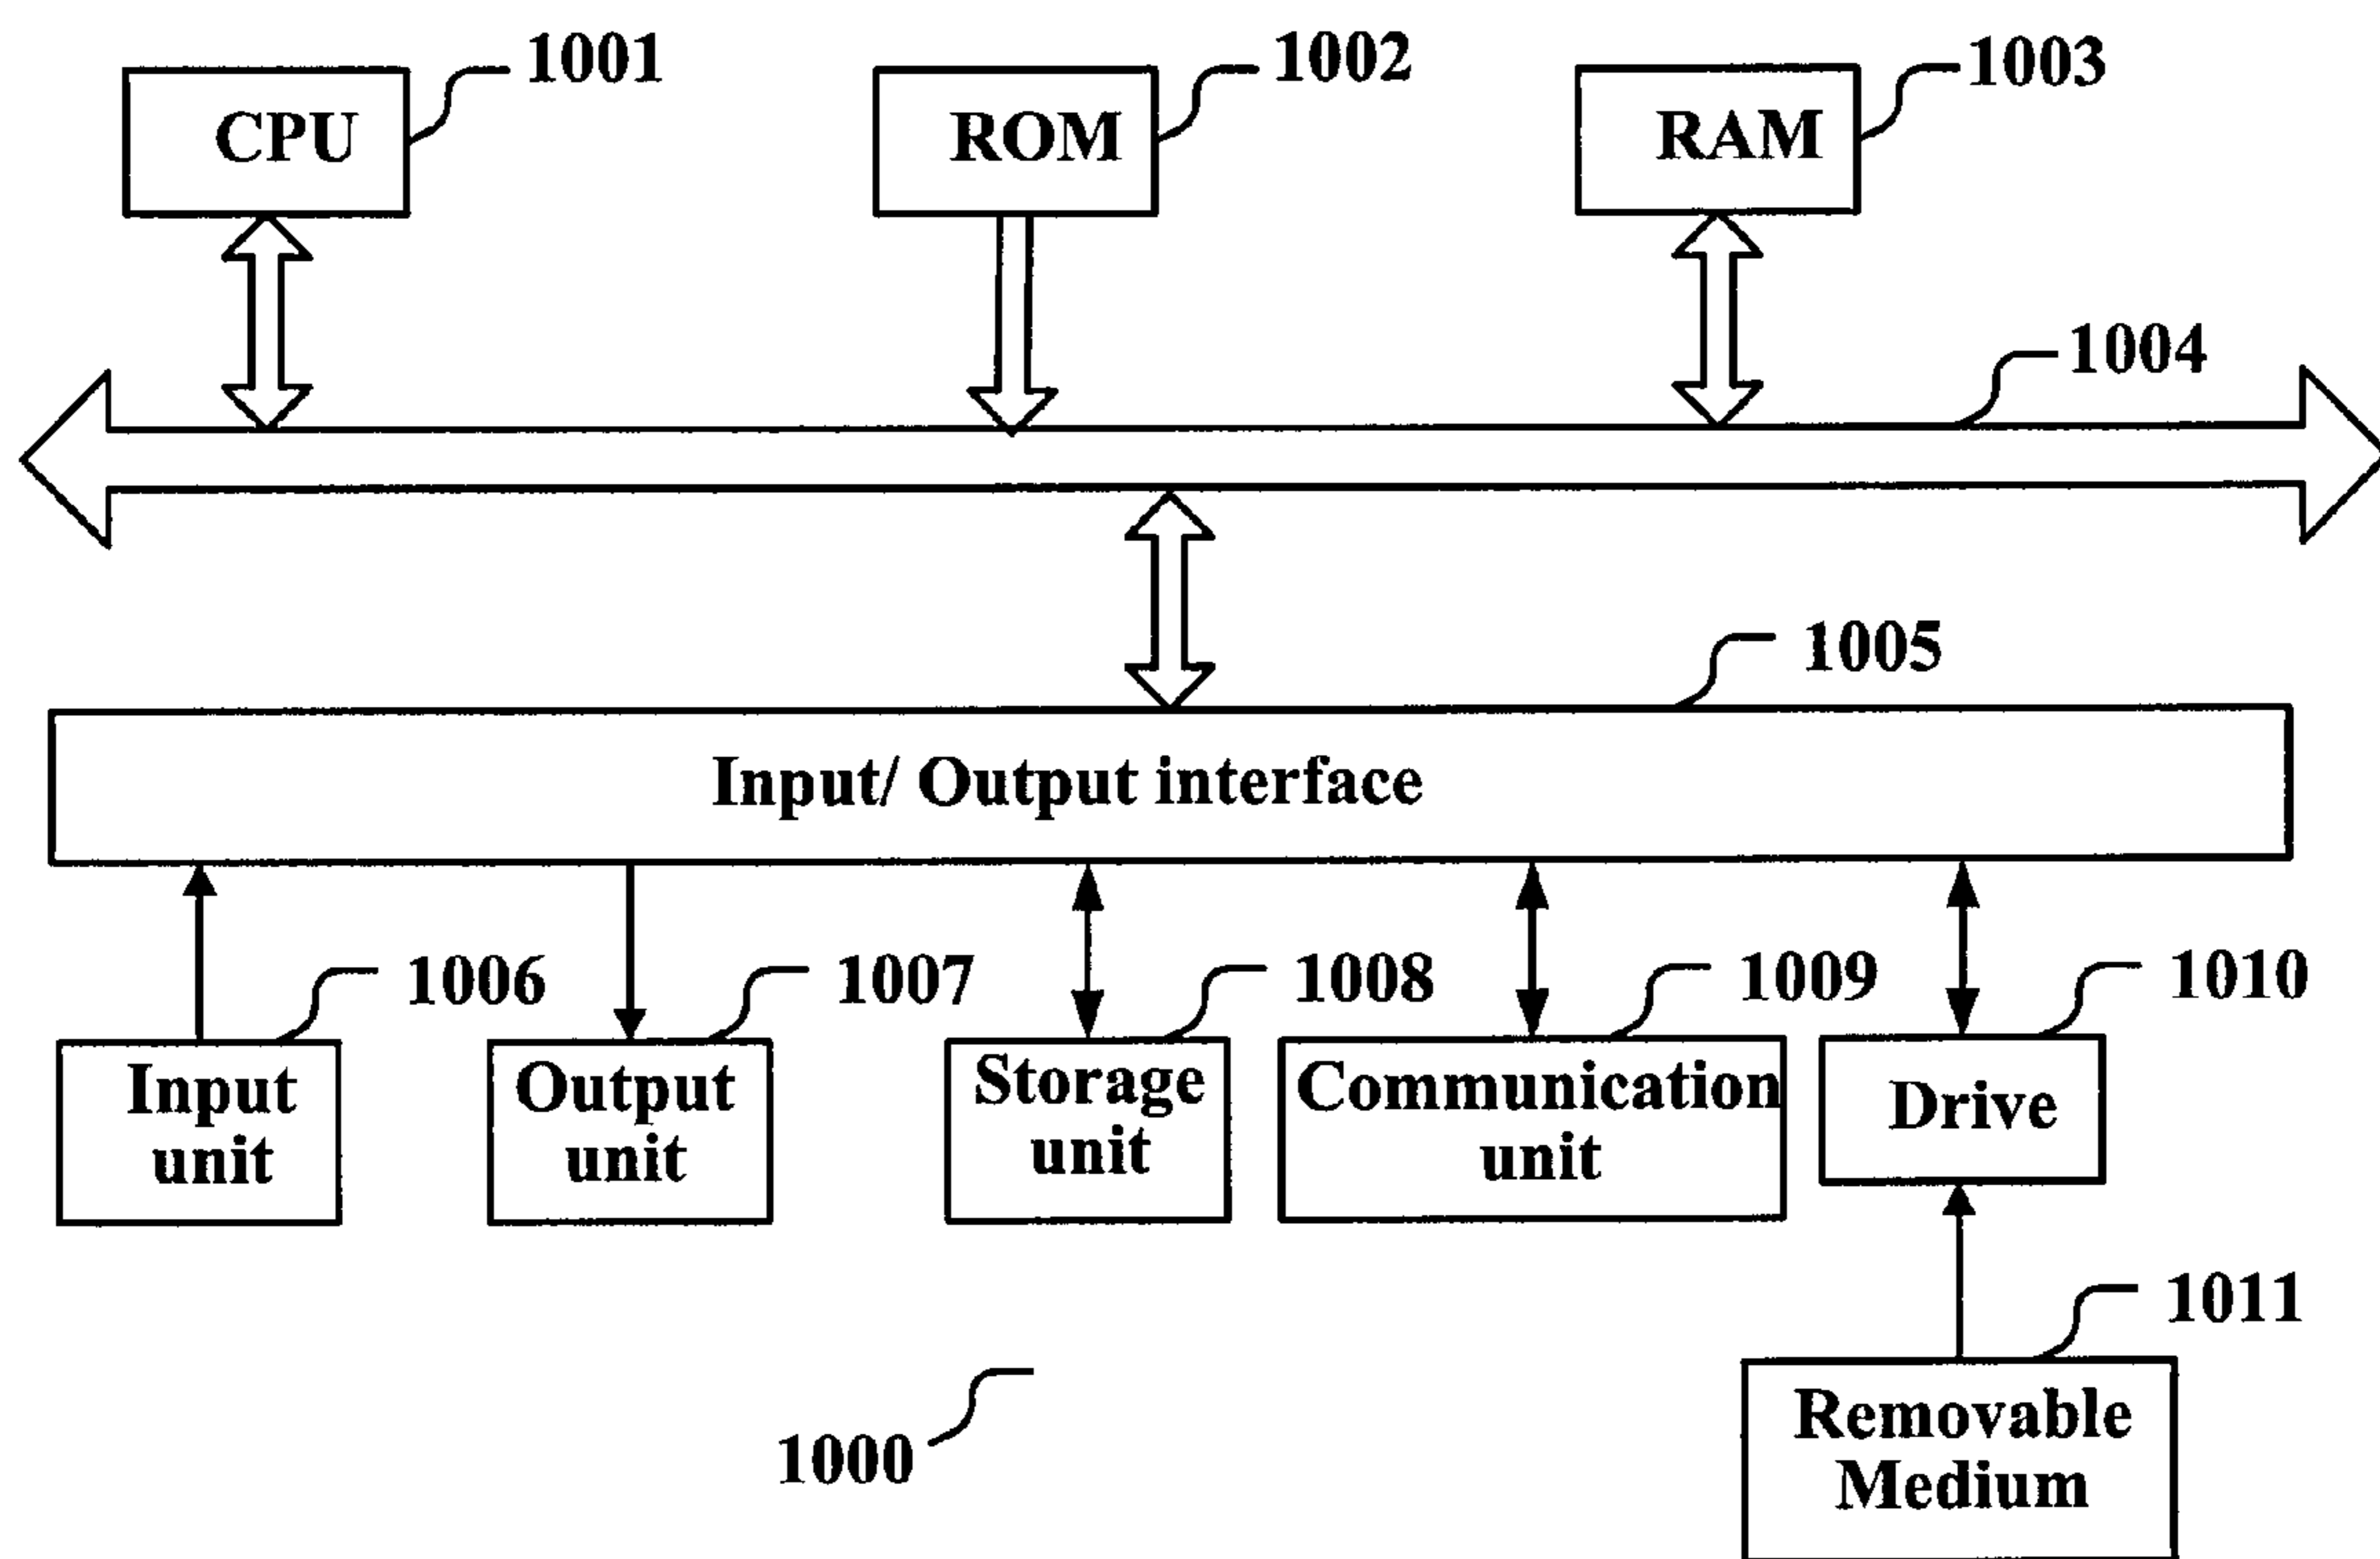 1001
1002
1003
CPU
ROM
RAM
1004
1005
Input/ Output interface
1006
1007
1008
1009
1010
Input
unit
Output
unit
Storage
unit
Communication
unit
Drive
1011
Removable
Medium
1000